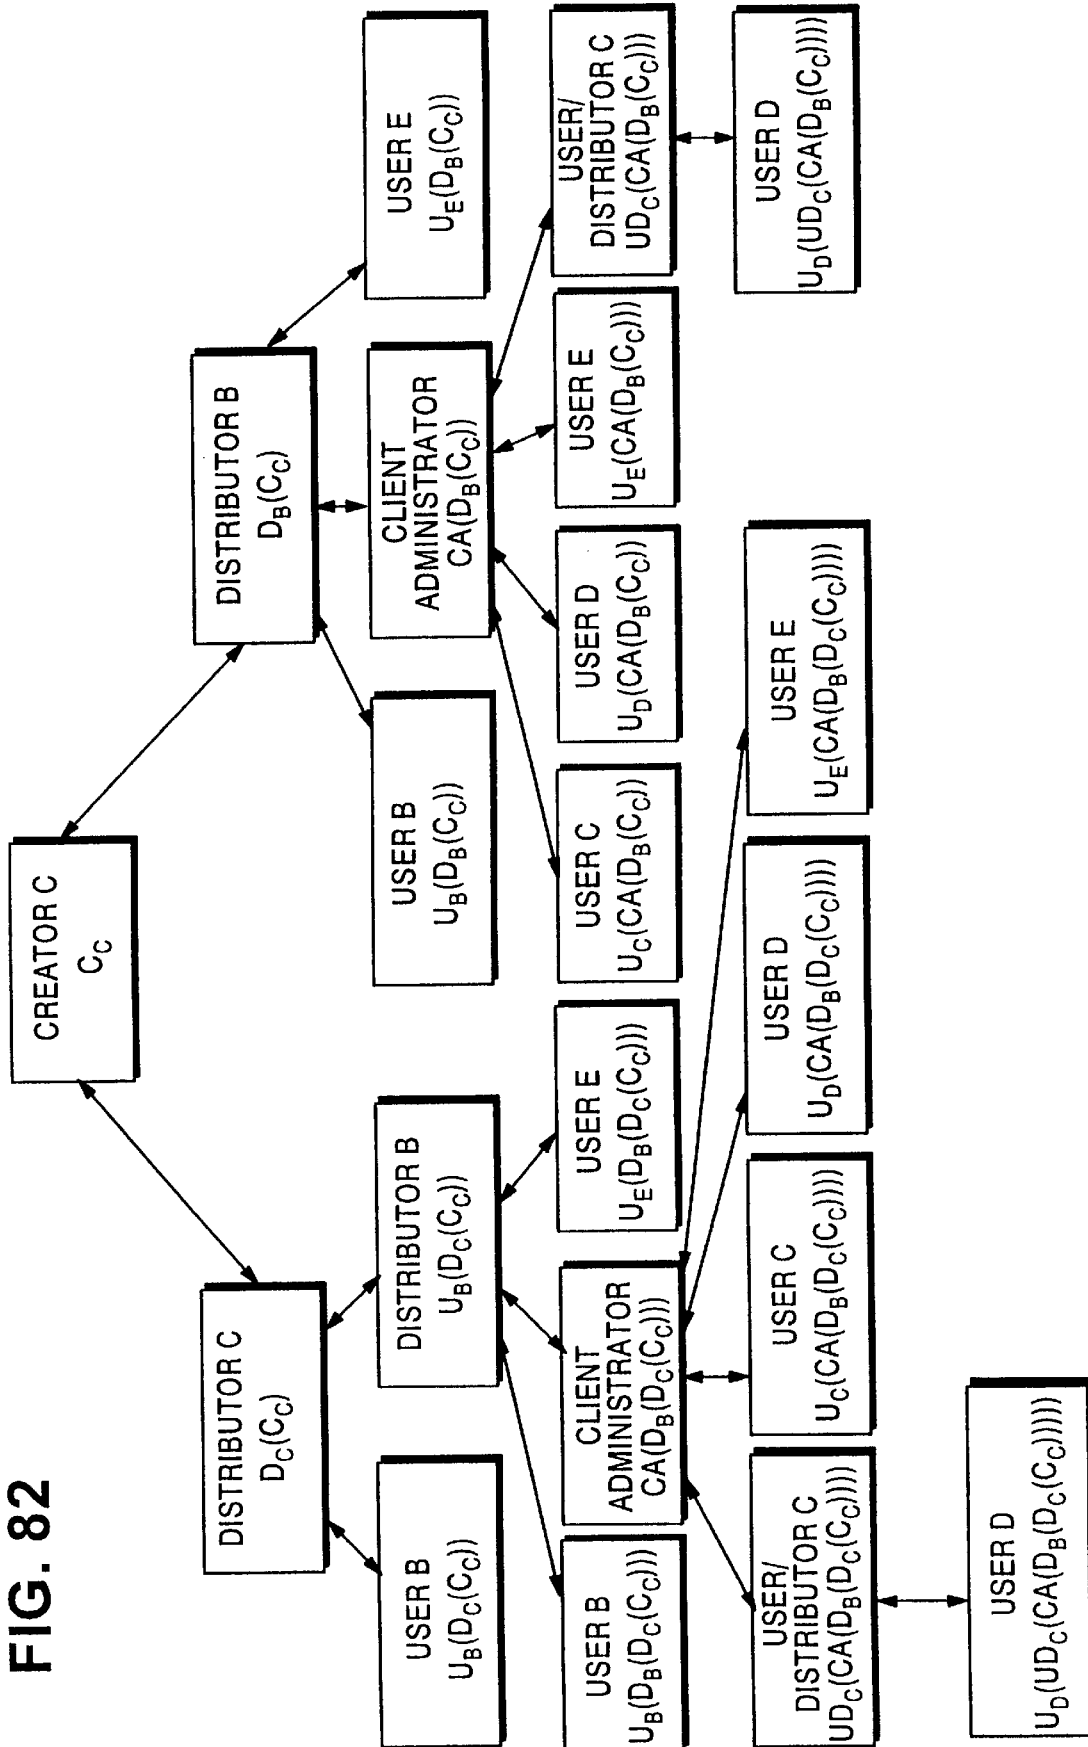 FIG. 82
CREATOR C
C_C
DISTRIBUTOR C
D_C(C_C)
DISTRIBUTOR B
D_B(C_C)
USER B
U_B(D_C(C_C))
DISTRIBUTOR B
U_B(D_C(C_C))
USER B
U_B(D_B(C_C))
CLIENT
ADMINISTRATOR
CA(D_B(C_C))
USER E
U_E(D_B(C_C))
USER B
U_B(D_B(D_C(C_C)))
CLIENT
ADMINISTRATOR
CA(D_B(D_C(C_C)))
USER E
U_E(D_B(D_C(C_C)))
USER C
U_C(CA(D_B(C_C))
USER D
U_D(CA(D_B(C_C))
USER E
U_E(CA(D_B(C_C)))
USER/
DISTRIBUTOR C
UD_C(CA(D_B(C_C)))
USER/
DISTRIBUTOR C
UD_C(CA(D_B(D_C(C_C))))
USER C
U_C(CA(D_B(D_C(C_C))))
USER D
U_D(CA(D_B(D_C(C_C))))
USER E
U_E(CA(D_B(D_C(C_C))))
USER D
U_D(UD_C(CA(D_B(C_C))))
USER D
U_D(UD_C(CA(D_B(D_C(C_C)))))